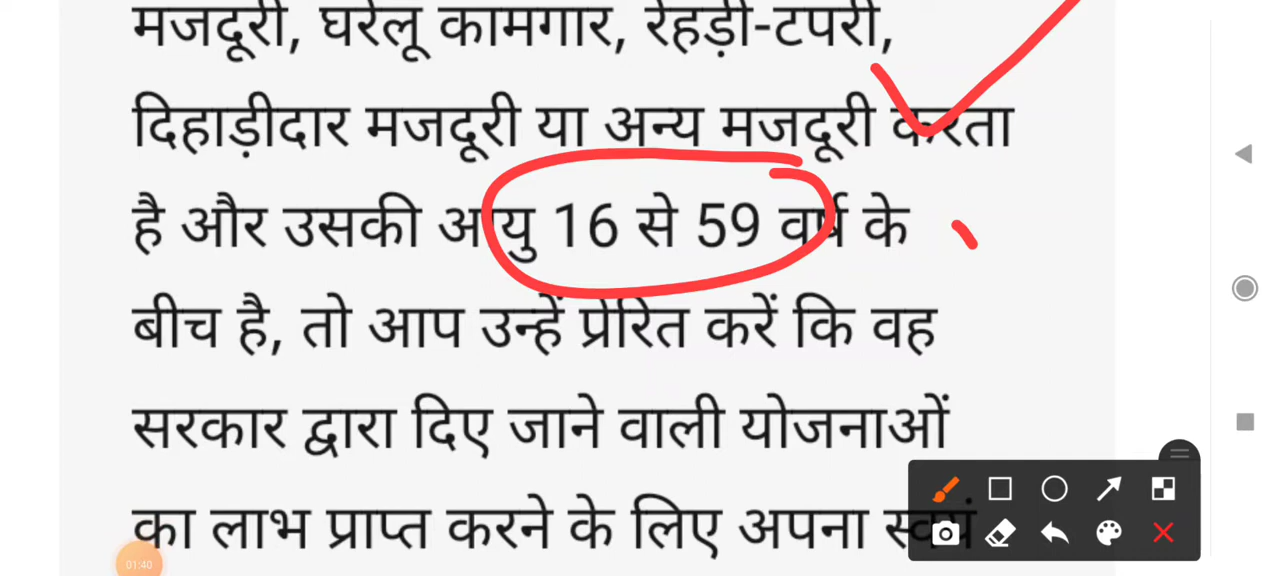 मजदूरी, घरेलू कामगार, रेहड़ी-टपरी,
दिहाड़ीदार मजदूरी या अन्य मजदूरी करता
है और उसकी आयु 16 से 59 वर्ष के
बीच है, तो आप उन्हें प्रेरित करें कि वह
सरकार द्वारा दिए जाने वाली योजनाओं
का लाभ प्राप्त करने के लिए अपना स्वयं
01:40